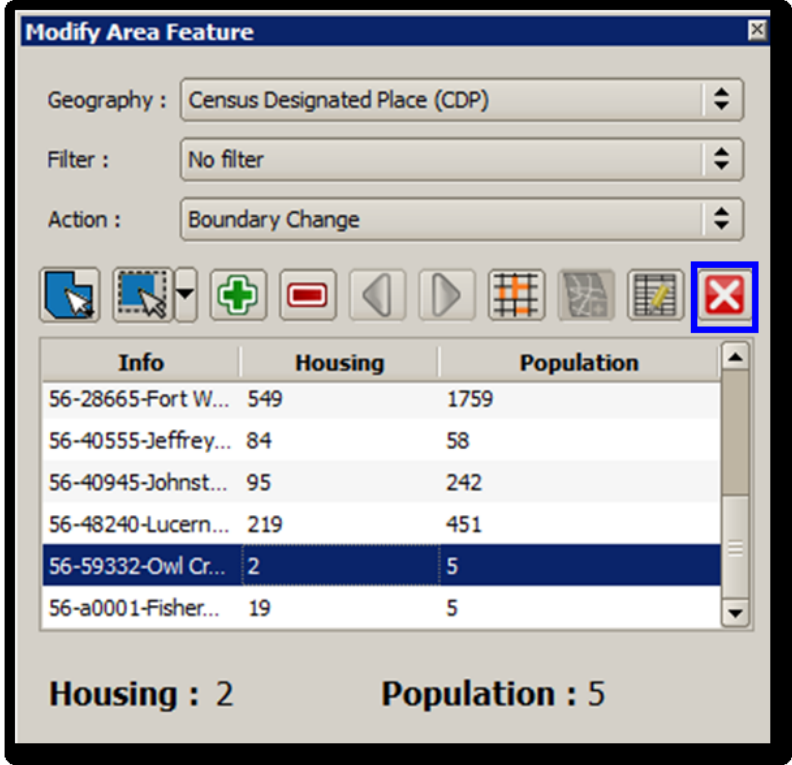 Modify Area Feature
Geography : Census Designated Place (CDP)
Filter : No filter
Action : Boundary Change
Info Housing Population
56-28665-Fort W... 549 1759
56-40555-Jeffrey... 84 58
56-40945-Johnst... 95 242
56-48240-Lucern... 219 451
56-59332-Owl Cr... 2 5
56-a0001-Fisher... 19 5
Housing : 2 Population : 5